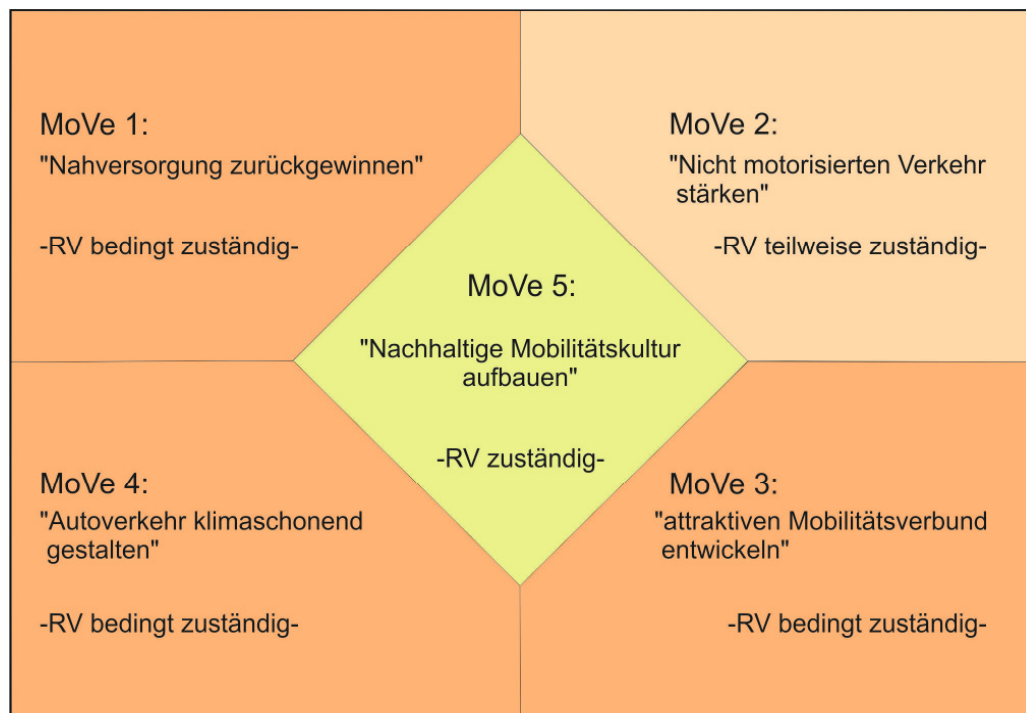 MoVe 1:
"Nahversorgung zurückgewinnen"
-RV bedingt zuständig-
MoVe 2:
"Nicht motorisierten Verkehr
stärken"
-RV teilweise zuständig-
MoVe 5:
"Nachhaltige Mobilitätskultur
aufbauen"
-RV zuständig-
MoVe 4:
"Autoverkehr klimaschonend
gestalten"
-RV bedingt zuständig-
MoVe 3:
"attraktiven Mobilitätsverbund
entwickeln"
-RV bedingt zuständig-